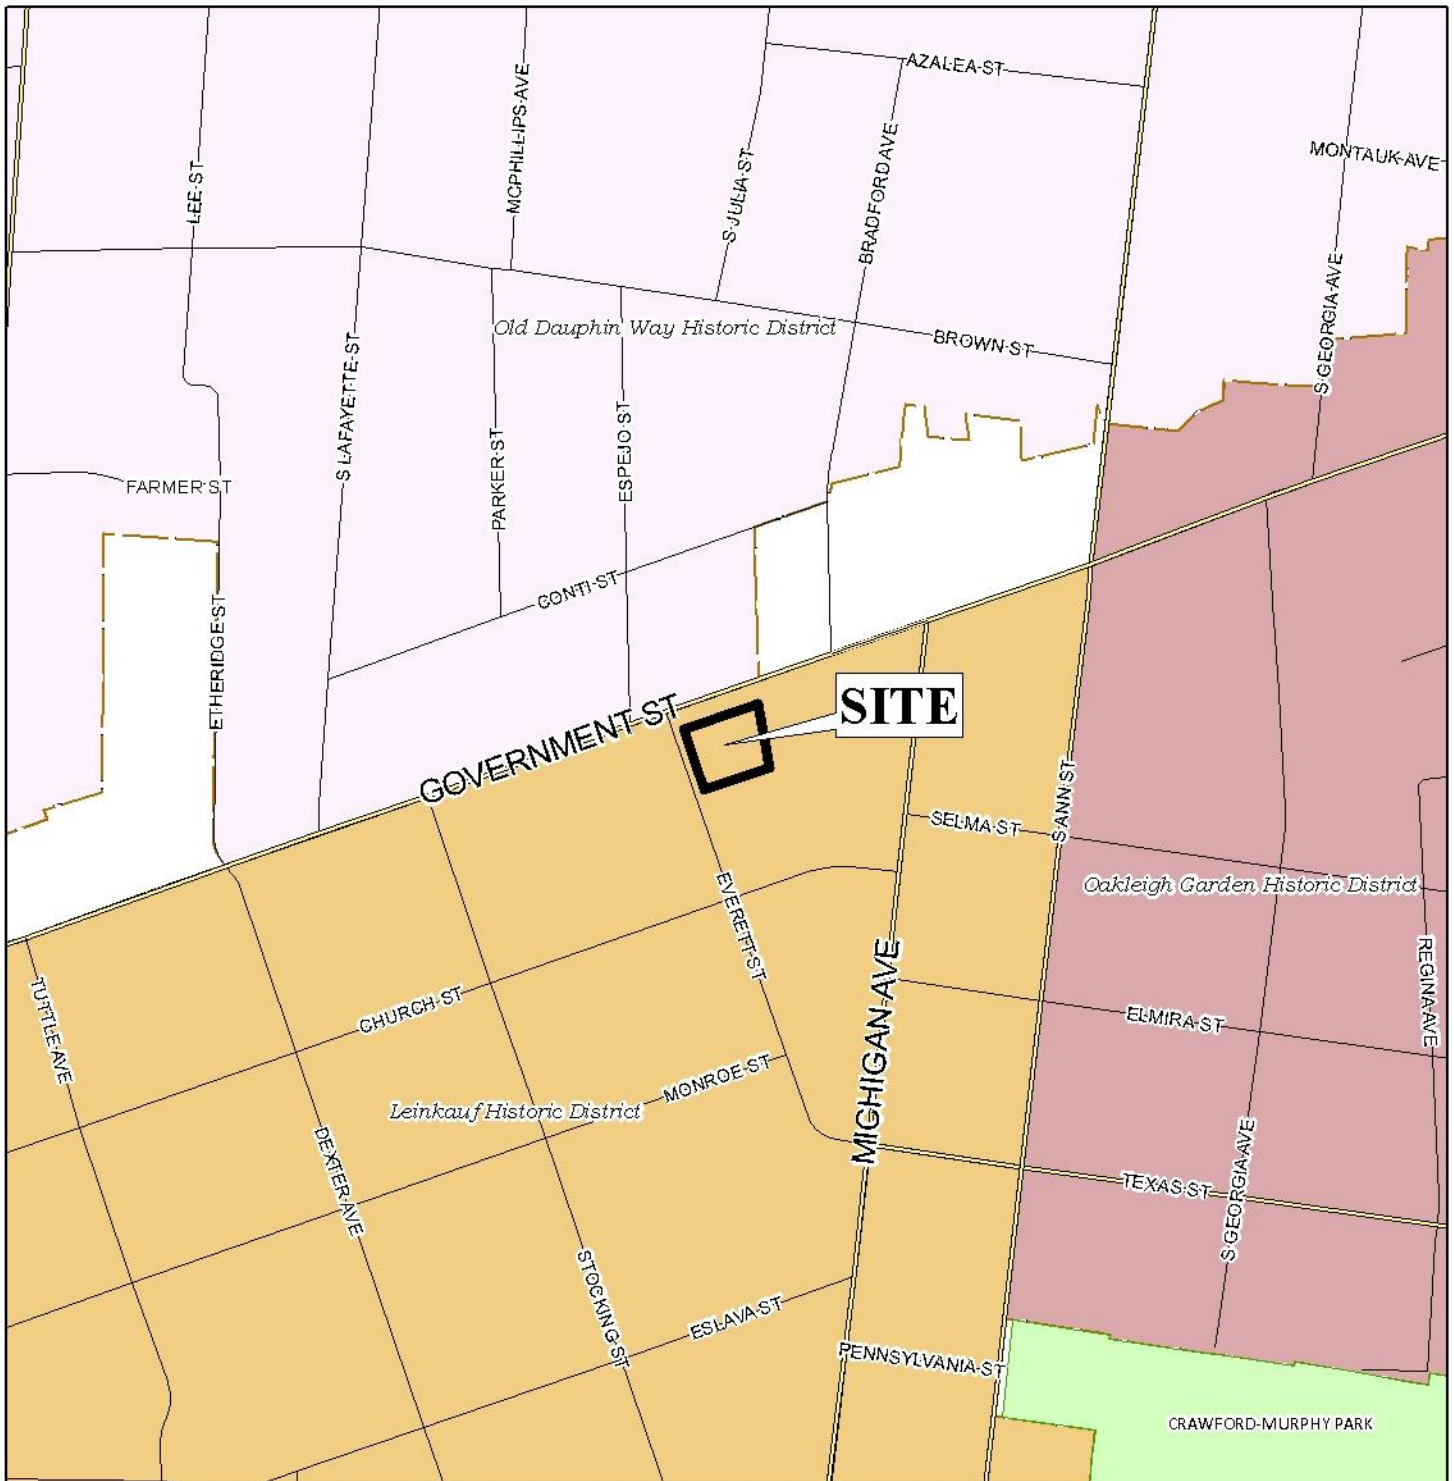 AZALEA ST
MCPHILLIPS AVE
LEE ST
S JULIA ST
BRADFORD AVE
MONTAUK AVE
S GEORGIA AVE
Old Dauphin Way Historic District
BROWN ST
S LAFAYETTE ST
PARKER ST
ESPEJO ST
FARMER ST
CONTI ST
ETHERIDGE ST
GOVERNMENT ST
SITE
S ANN ST
SELMA ST
EVERETT ST
Oakleigh Garden Historic District
REGINA AVE
MICHIGAN AVE
TUTTLE AVE
CHURCH ST
ELMIRA ST
MONROE ST
Leinkauf Historic District
DEXTER AVE
TEXAS ST
S GEORGIA AVE
STOCKING ST
ESLAVA ST
PENNSYLVANIA ST
CRAWFORD-MURPHY PARK